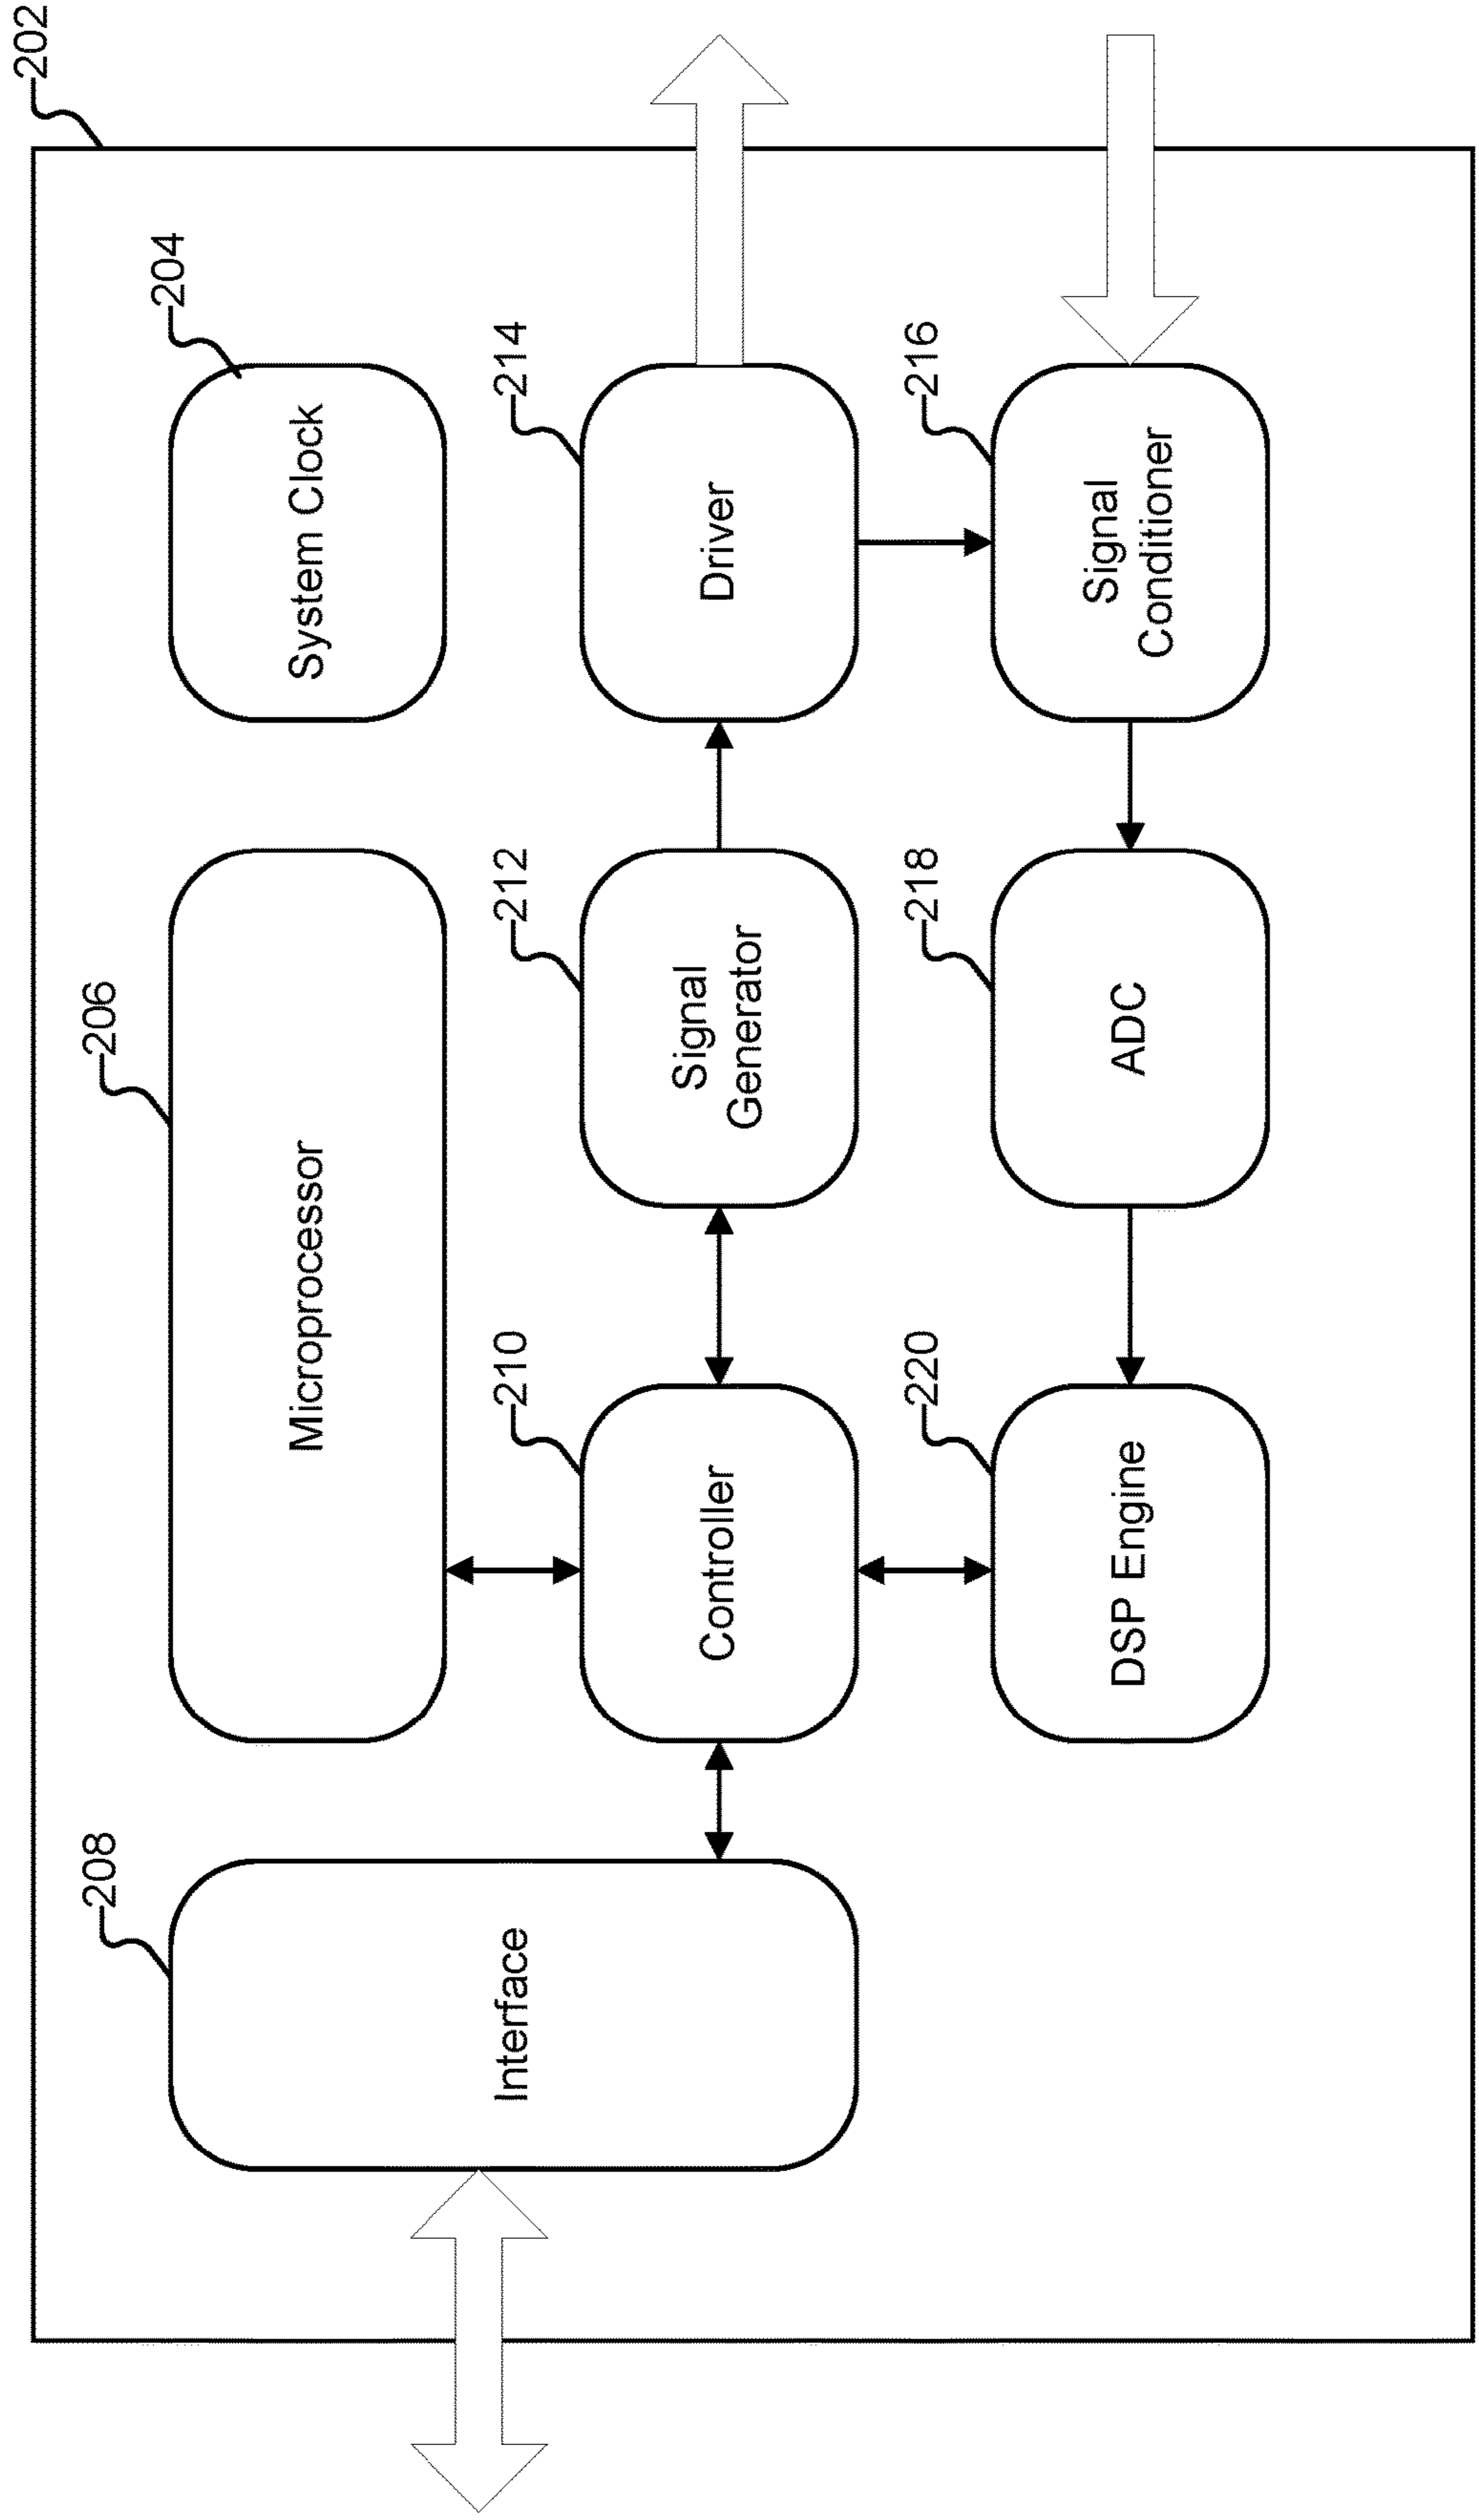 202
206
204
208
Microprocessor
System Clock
210
212
214
Interface
Controller
Signal
Generator
Driver
220
218
216
DSP Engine
ADC
Signal
Conditioner